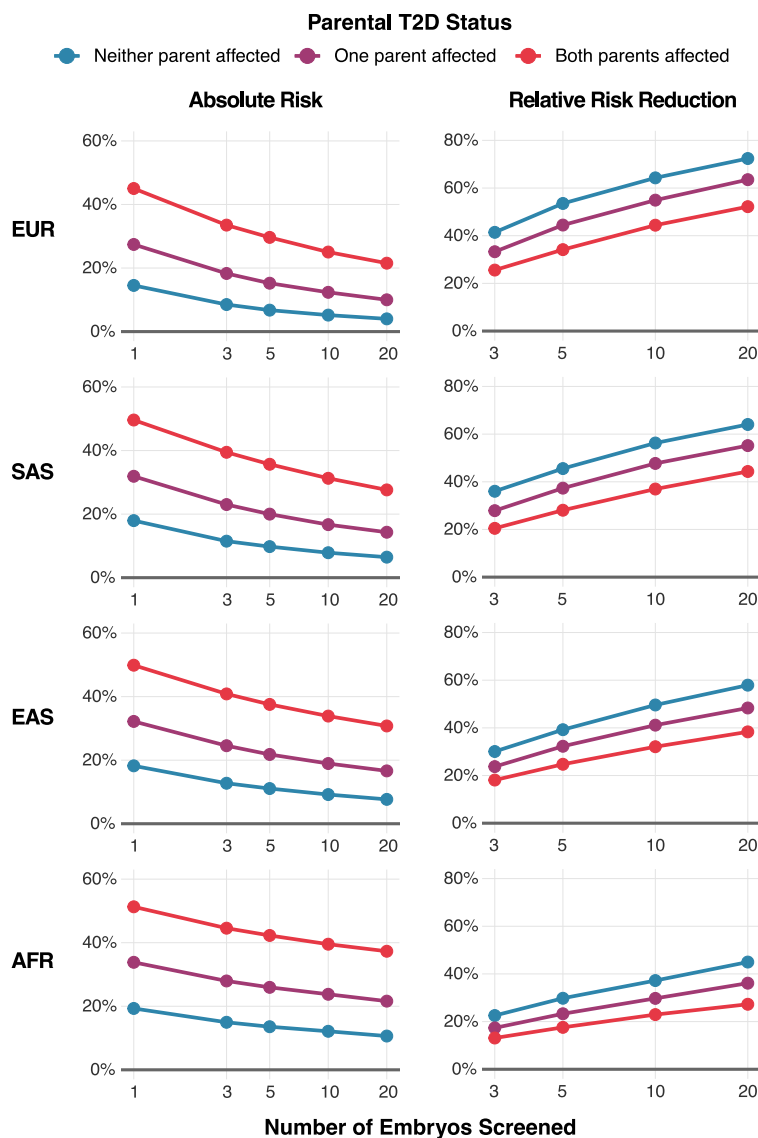 Parental T2D Status
Neither parent affected One parent affected Both parents affected
Absolute Risk Relative Risk Reduction
EUR
60%
40%
20%
0%
1 3 5 10 20
80%
60%
40%
20%
0%
3 5 10 20
SAS
60%
40%
20%
0%
1 3 5 10 20
80%
60%
40%
20%
0%
3 5 10 20
EAS
60%
40%
20%
0%
1 3 5 10 20
80%
60%
40%
20%
0%
3 5 10 20
AFR
60%
40%
20%
0%
1 3 5 10 20
80%
60%
40%
20%
0%
3 5 10 20
Number of Embryos Screened